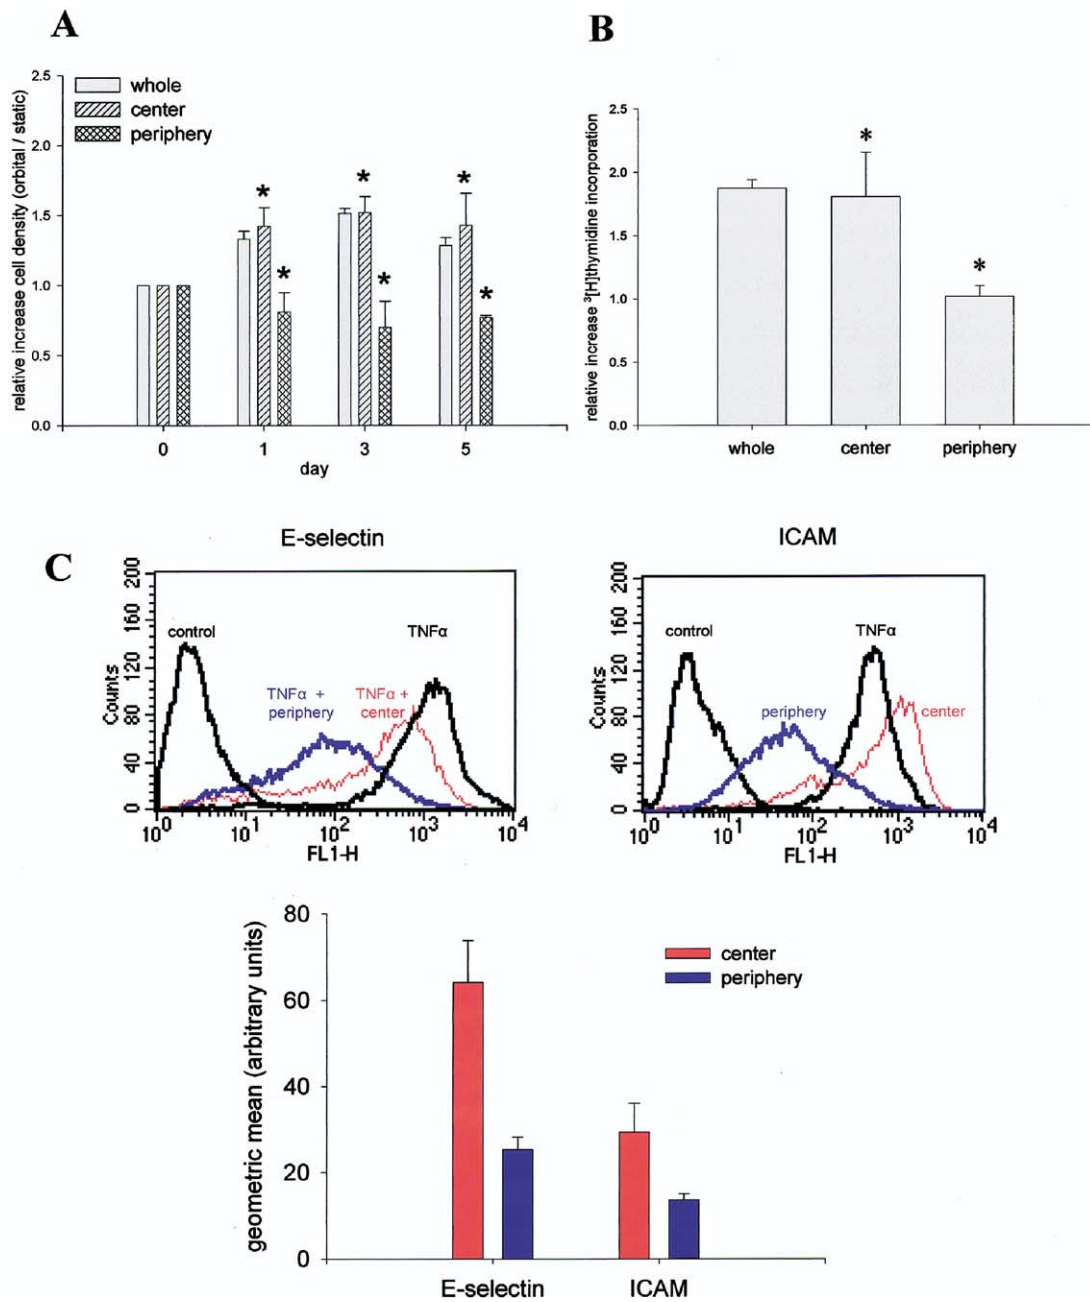 A
relative increase cell density (orbital / static)
2.5
2.0
1.5
1.0
0.5
0.0
whole
center
periphery
*
*
*
*
*
*
0
1
3
5
day
B
relative increase ³[H]thymidine incorporation
2.5
2.0
1.5
1.0
0.5
0.0
*
*
whole
center
periphery
C
E-selectin
Counts
200
160
120
80
40
0
control
TNFα
TNFα +
periphery
TNFα +
center
10⁰
10¹
10²
10³
10⁴
FL1-H
ICAM
Counts
200
160
120
80
40
0
control
TNFα
periphery
center
10⁰
10¹
10²
10³
10⁴
FL1-H
geometric mean (arbitrary units)
80
60
40
20
0
center
periphery
E-selectin
ICAM